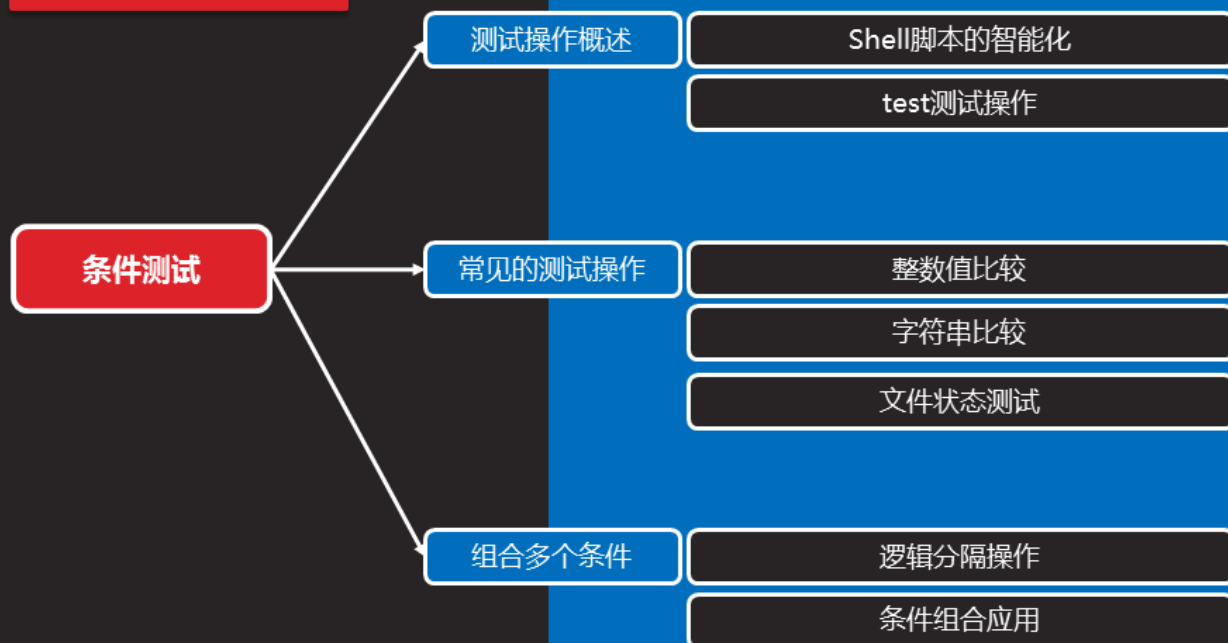 条件测试
测试操作概述
Shell脚本的智能化
test测试操作
常见的测试操作
整数值比较
字符串比较
文件状态测试
组合多个条件
逻辑分隔操作
条件组合应用